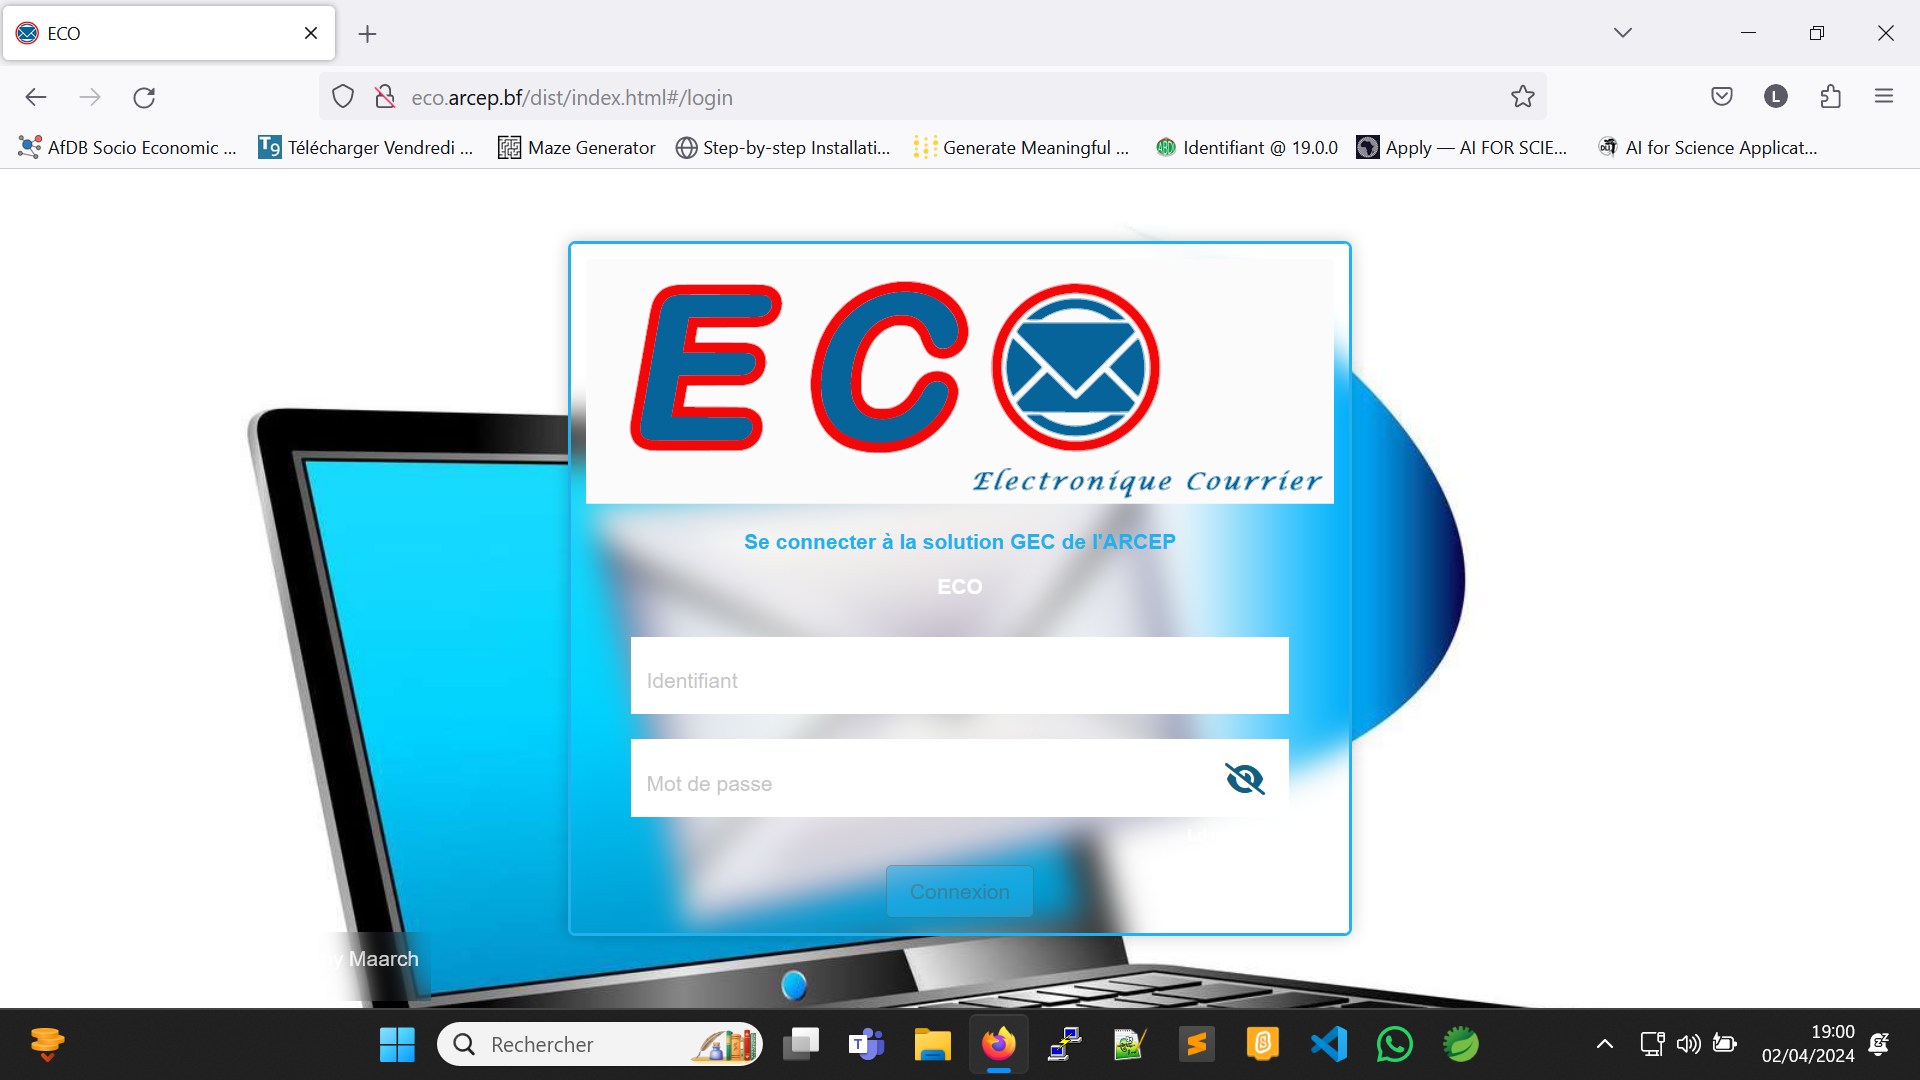 ECO
eco.arcep.bf/dist/index.html#/login
L
AfDB Socio Economic ...
Télécharger Vendredi ...
Maze Generator
Step-by-step Installati...
Generate Meaningful ...
Identifiant @ 19.0.0
Apply — AI FOR SCIE...
AI for Science Applicat...
ECO
Electronique Courrier
Se connecter à la solution GEC de l'ARCEP
ECO
Identifiant
Mot de passe
Connexion
by Maarch
Rechercher
19:00
02/04/2024